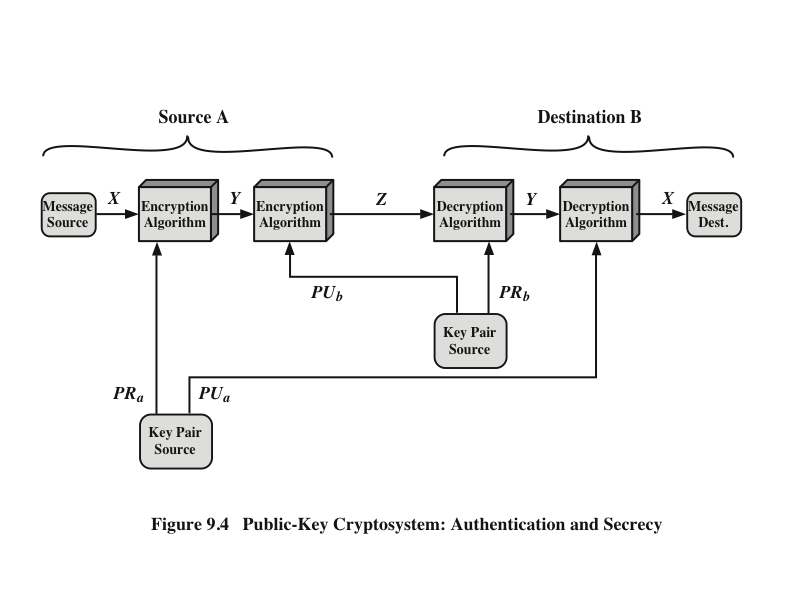 Source A
Destination B
Message
Source
X
Encryption
Algorithm
Y
Encryption
Algorithm
Z
Decryption
Algorithm
Y
Decryption
Algorithm
X
Message
Dest.
PUb
PRb
Key Pair
Source
PRa
PUa
Key Pair
Source
Figure 9.4 Public-Key Cryptosystem: Authentication and Secrecy